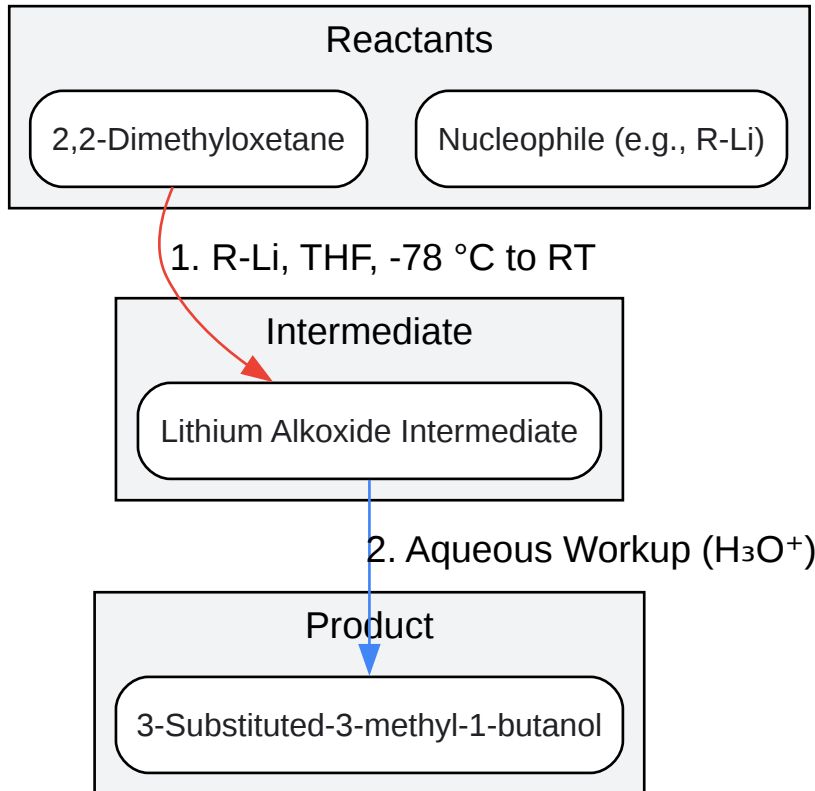 Reactants
2,2-Dimethyloxetane
Nucleophile (e.g., R-Li)
1. R-Li, THF, -78 °C to RT
Intermediate
Lithium Alkoxide Intermediate
2. Aqueous Workup (H₃O⁺)
Product
3-Substituted-3-methyl-1-butanol